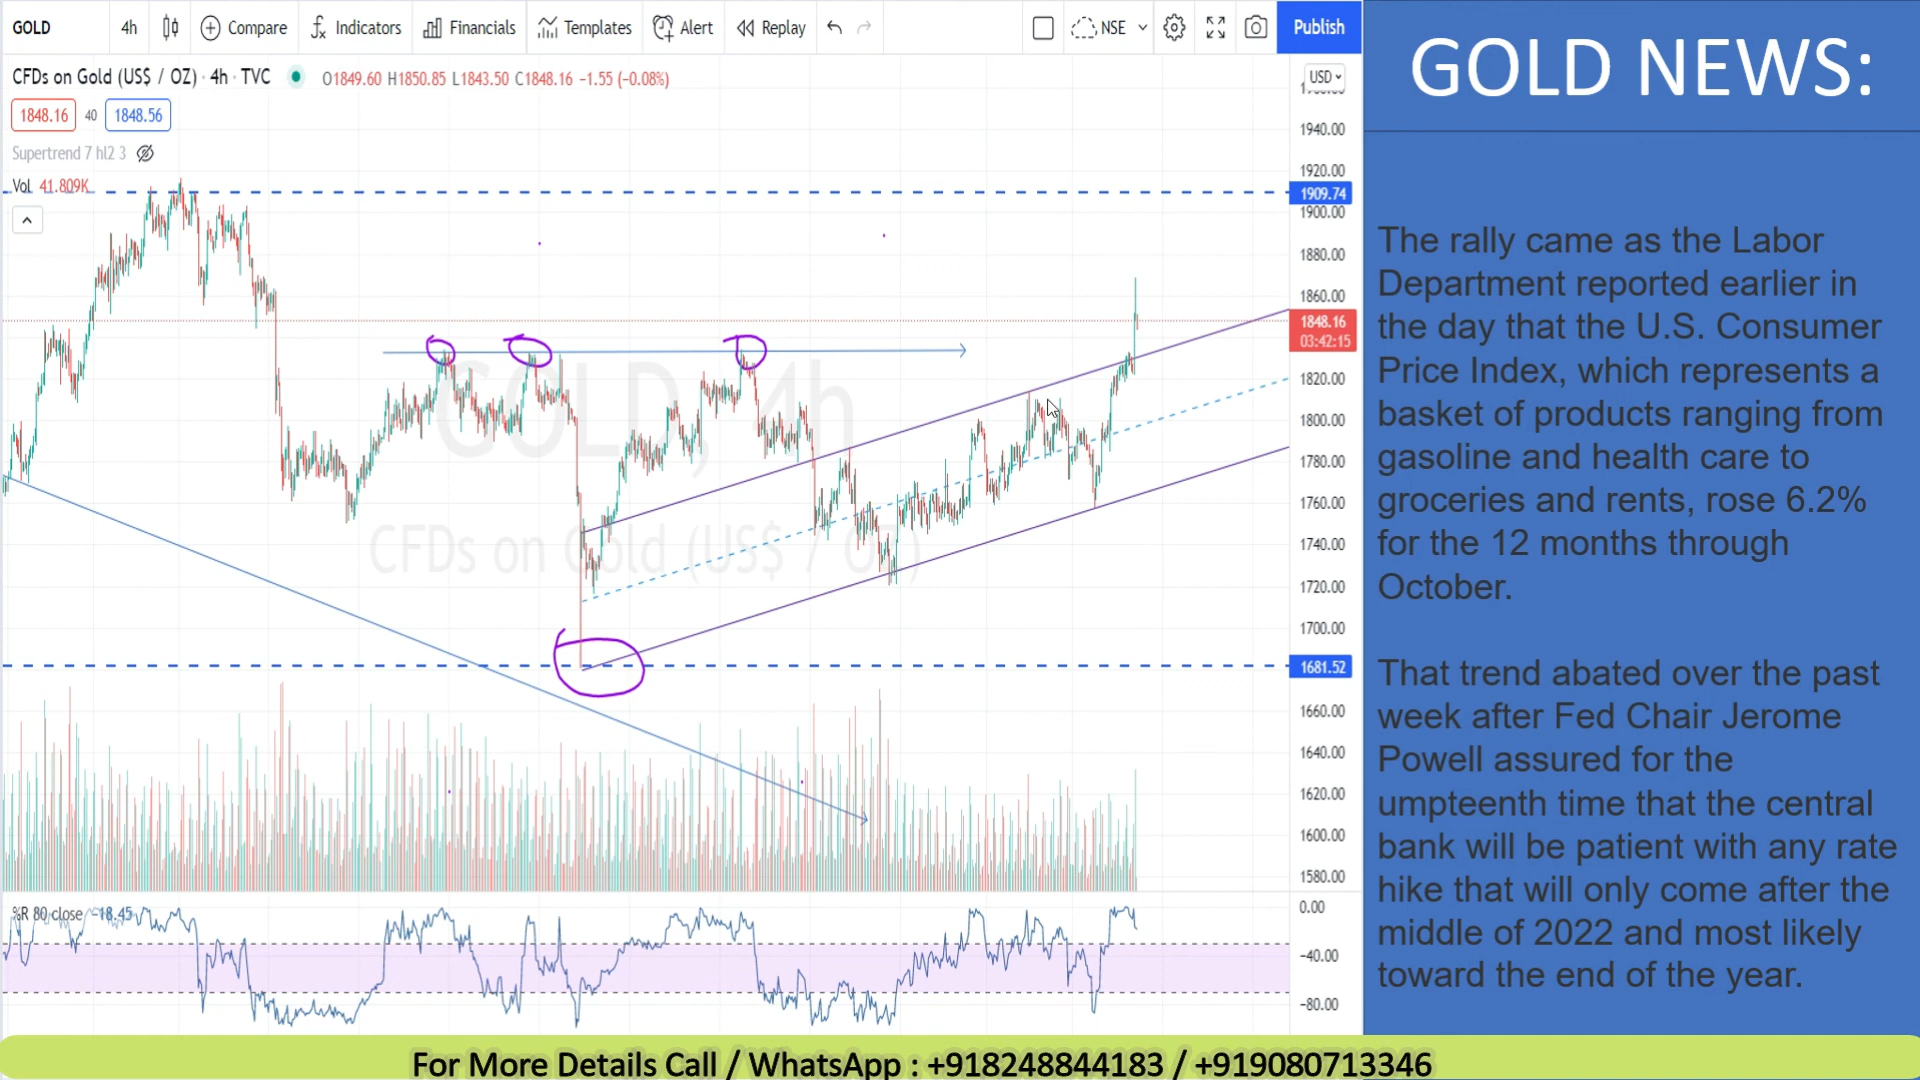 GOLD 4h Compare Indicators Financials Templates Alert Replay NSE Publish
CFDs on Gold (US$ / OZ) · 4h · TVC O1849.60 H1850.85 L1843.50 C1848.16 −1.55 (−0.08%)
1848.16 40 1848.56
Supertrend 7 hl2 3
Vol 41.809K
USD
1940.00
1920.00
1909.74
1900.00
1880.00
1860.00
1848.16
03:42:15
1820.00
1800.00
1780.00
1760.00
1740.00
1720.00
1700.00
1681.52
1660.00
1640.00
1620.00
1600.00
1580.00
GOLD, 4h
CFDs on Gold (US$ / OZ)
%R 80 close −18.45
0.00
−40.00
−80.00
GOLD NEWS:
The rally came as the Labor
Department reported earlier in
the day that the U.S. Consumer
Price Index, which represents a
basket of products ranging from
gasoline and health care to
groceries and rents, rose 6.2%
for the 12 months through
October.
That trend abated over the past
week after Fed Chair Jerome
Powell assured for the
umpteenth time that the central
bank will be patient with any rate
hike that will only come after the
middle of 2022 and most likely
toward the end of the year.
For More Details Call / WhatsApp : +918248844183 / +919080713346